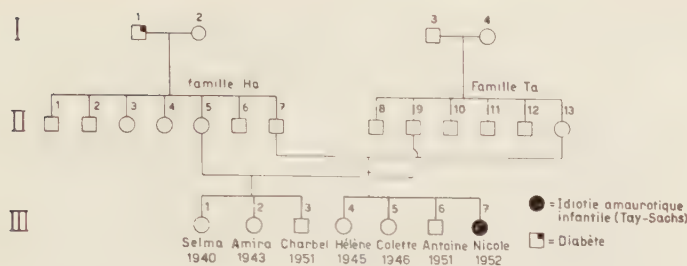 I
1 2 3 4
famille Ha Famille Ta
II
1 2 3 4 5 6 7 8 9 10 11 12 13
III
1 2 3 4 5 6 7
Selma Amira Charbel Hélène Colette Antoine Nicole
1940 1943 1951 1945 1946 1951 1952
= Idiotie amaurotique
infantile (Tay-Sachs)
= Diabète